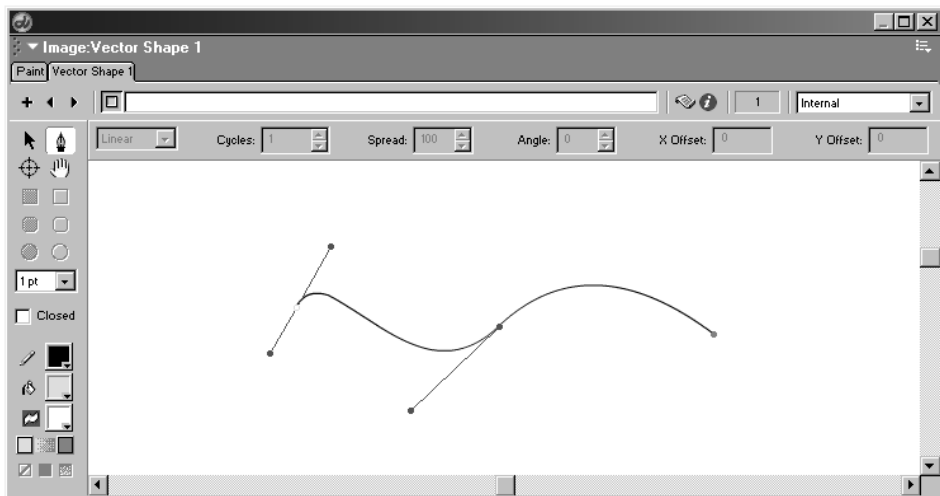 Image:Vector Shape 1
Paint Vector Shape 1
1 Internal
Linear Cycles: 1 Spread: 100 Angle: 0 X Offset: 0 Y Offset: 0
1 pt
Closed